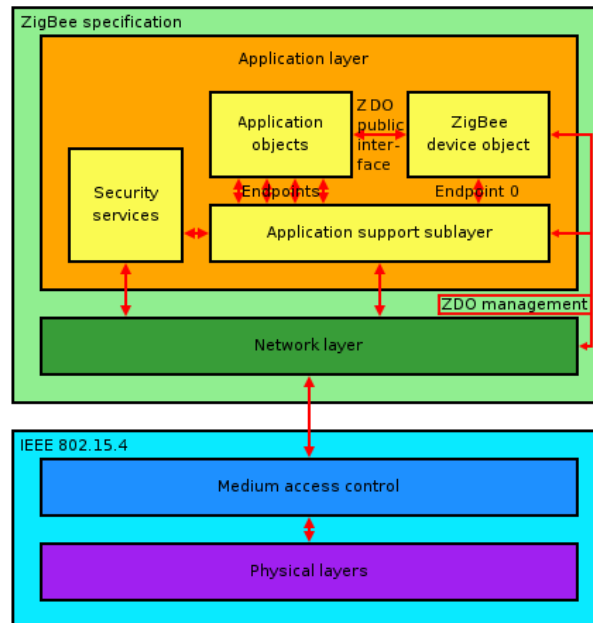 ZigBee specification
Application layer
Application
objects
ZDO
public
inter-
face
ZigBee
device object
Security
services
Endpoints
Endpoint 0
Application support sublayer
ZDO management
Network layer
IEEE 802.15.4
Medium access control
Physical layers